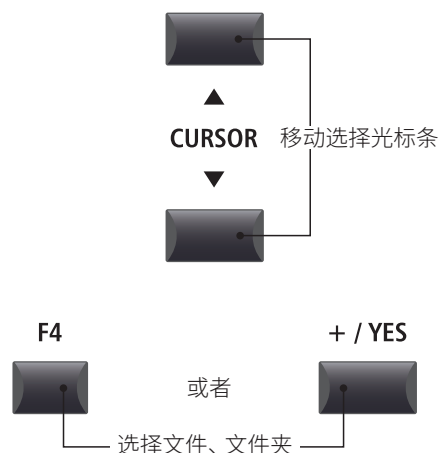 ▲
CURSOR 移动选择光标条
▼
F4 + / YES
或者
选择文件、文件夹